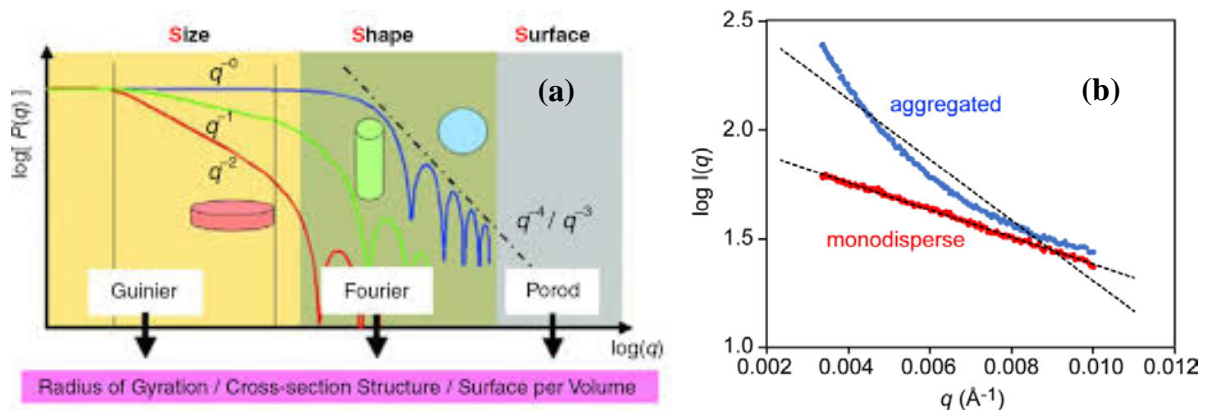 Size Shape Surface
(a)
q⁻⁰
q⁻¹
q⁻²
q⁻⁴ / q⁻³
log[ P(q) ]
Guinier Fourier Porod
log(q)
Radius of Gyration / Cross-section Structure / Surface per Volume
(b)
2.5
2.0
1.5
1.0
log I(q)
aggregated
monodisperse
0.002 0.004 0.006 0.008 0.010 0.012
q (Å⁻¹)